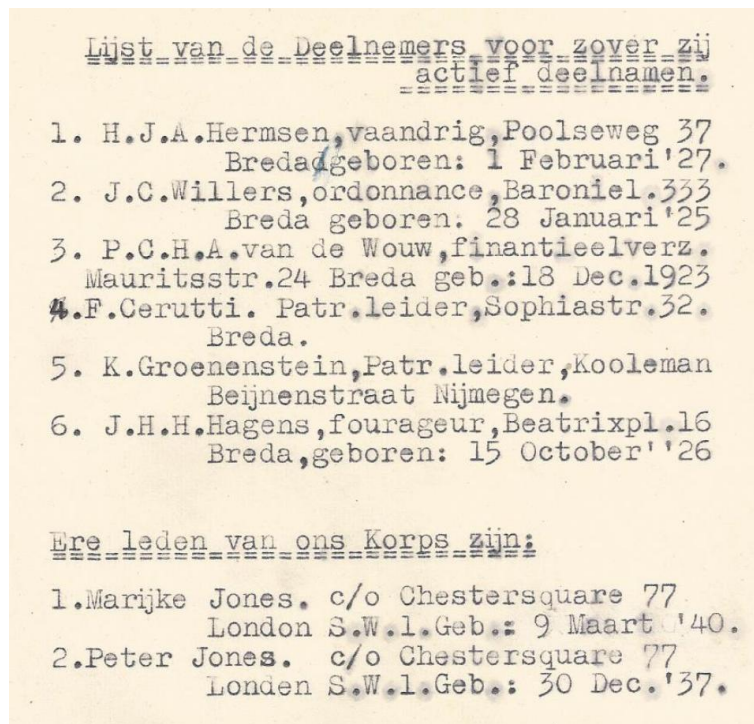 Lijst van de Deelnemers voor zover zij
actief deelnamen.
1. H.J.A.Hermsen,vaandrig,Poolseweg 37
Breda geboren: 1 Februari'27.
2. J.C.Willers,ordonnance,Baroniel.333
Breda geboren. 28 Januari'25
3. P.C.H.A.van de Wouw,finantieelverz.
Mauritsstr.24 Breda geb.:18 Dec.1923
4.F.Cerutti. Patr.leider,Sophiastr.32.
Breda.
5. K.Groenenstein,Patr.leider,Kooleman
Beijnenstraat Nijmegen.
6. J.H.H.Hagens,fourageur,Beatrixpl.16
Breda,geboren: 15 October''26
Ere leden van ons Korps zijn:
1.Marijke Jones. c/o Chestersquare 77
London S.W.1.Geb.: 9 Maart '40.
2.Peter Jones. c/o Chestersquare 77
Londen S.W.1.Geb.: 30 Dec.'37.